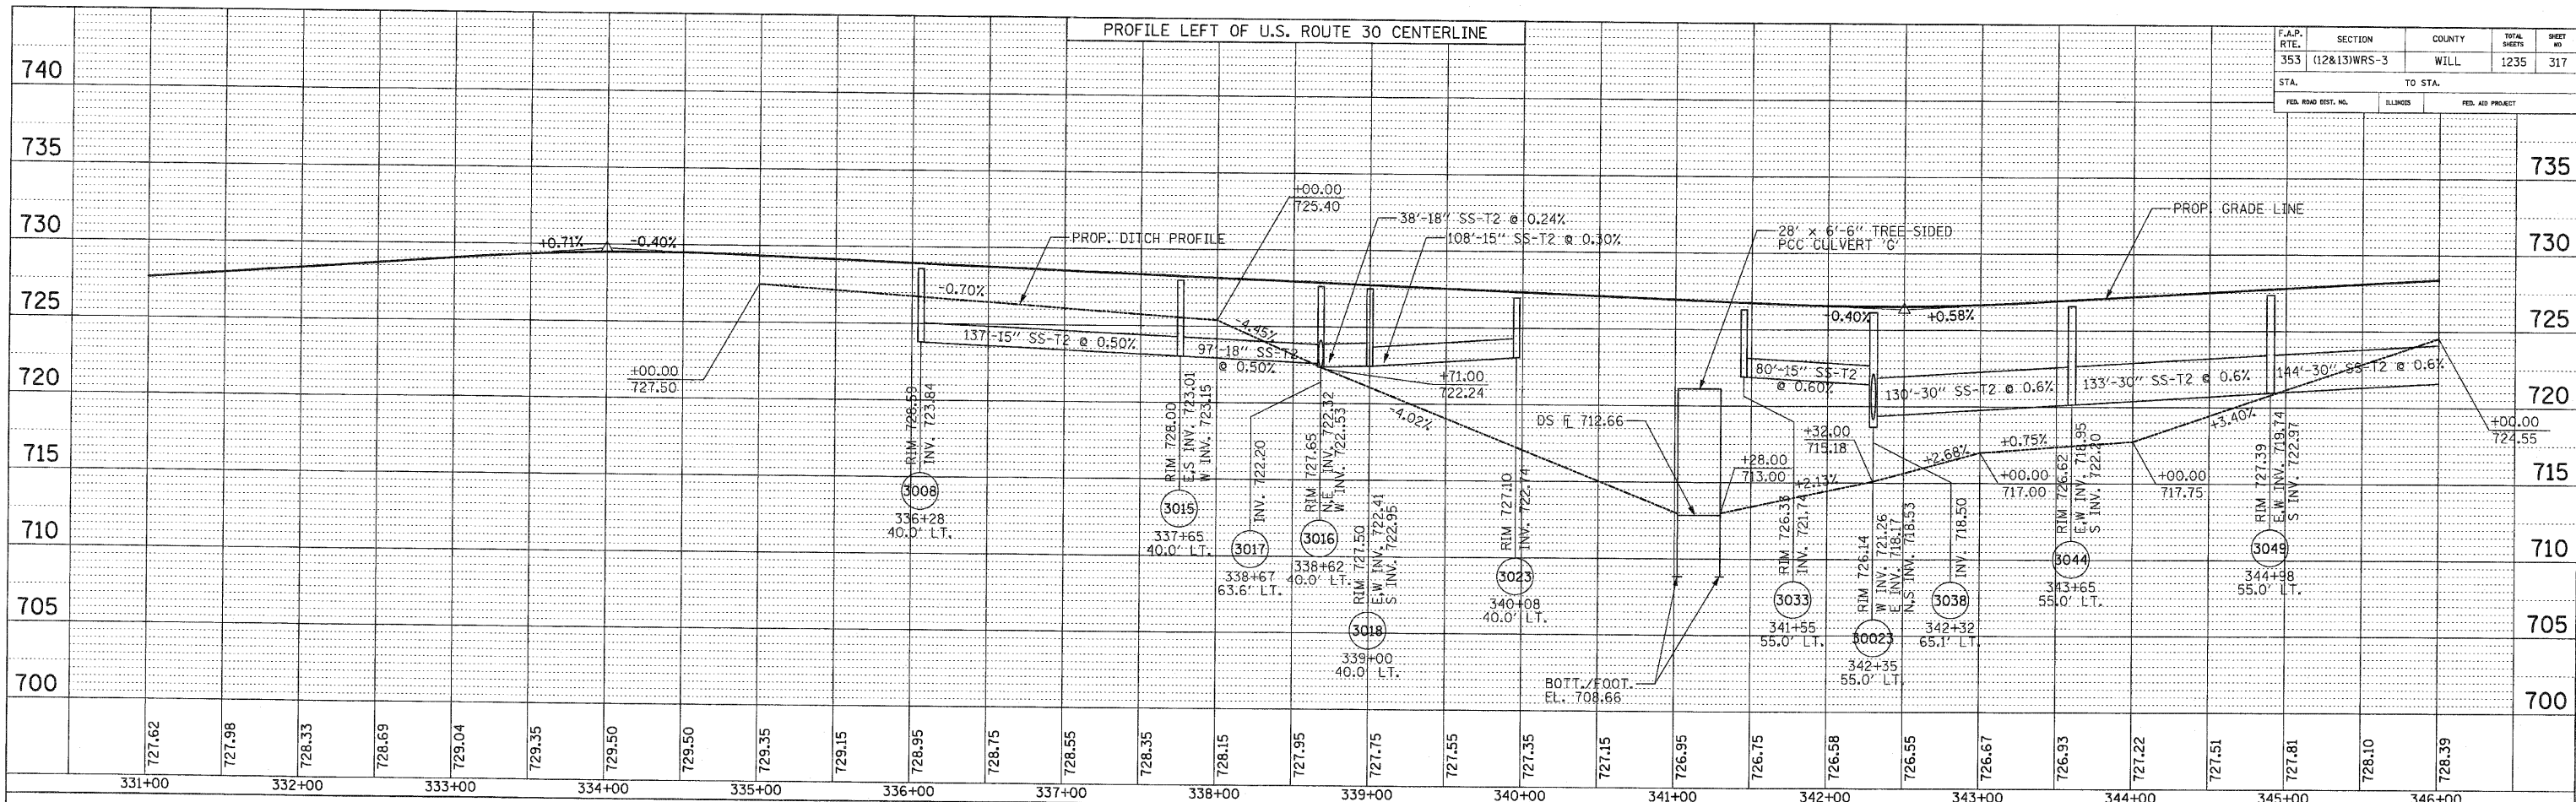 PROFILE LEFT OF U.S. ROUTE 30 CENTERLINE
F.A.P. RTE.
SECTION
COUNTY
TOTAL SHEETS
SHEET NO
353
(12&13)WRS-3
WILL
1235
317
STA.
TO STA.
FED. ROAD DIST. NO.
ILLINOIS
FED. AID PROJECT
740
735
730
725
720
715
710
705
700
735
730
725
720
715
710
705
700
+0.71%
-0.40%
PROP. DITCH PROFILE
+00.00
725.40
38'-18" SS-T2 @ 0.24%
108'-15" SS-T2 @ 0.30%
28' x 6'-6" TREE-SIDED
PCC CULVERT 'G'
PROP. GRADE LINE
-0.70%
-4.45%
137'-15" SS-T2 @ 0.50%
97'-18" SS-T2
@ 0.50%
+00.00
727.50
+71.00
722.24
-4.02%
-0.40%
+0.58%
80'-15" SS-T2
@ 0.60%
130'-30" SS-T2 @ 0.6%
133'-30" SS-T2 @ 0.6%
144'-30" SS-T2 @ 0.6%
DS FL 712.66
+32.00
715.18
+28.00
713.00
+2.13%
+2.68%
+0.75%
+3.40%
+00.00
717.00
+00.00
717.75
+00.00
724.55
BOTT./FOOT.
EL. 708.66
RIM 728.59
INV. 723.84
3008
336+28
40.0' LT.
RIM 728.00
E,S INV. 723.01
W INV. 723.15
3015
337+65
40.0' LT.
INV. 722.20
3017
338+67
63.6' LT.
RIM 727.65
N,E INV. 722.32
W INV. 722.53
3016
338+62
40.0' LT.
RIM 727.50
E,W INV. 722.41
S INV. 722.95
3018
339+00
40.0' LT.
RIM 727.10
INV. 722.74
3023
340+08
40.0' LT.
RIM 726.33
INV. 721.74
3033
341+55
55.0' LT.
RIM 726.14
W INV. 721.26
E INV. 718.17
N,S INV. 718.53
30023
342+35
55.0' LT.
INV. 718.50
3038
342+32
65.1' LT.
RIM 726.62
E,W INV. 718.95
S INV. 722.20
3044
343+65
55.0' LT.
RIM 727.39
E,W INV. 719.74
S INV. 722.97
3049
344+98
55.0' LT.
727.62
727.98
728.33
728.69
729.04
729.35
729.50
729.50
729.35
729.15
728.95
728.75
728.55
728.35
728.15
727.95
727.75
727.55
727.35
727.15
726.95
726.75
726.58
726.55
726.67
726.93
727.22
727.51
727.81
728.10
728.39
331+00
332+00
333+00
334+00
335+00
336+00
337+00
338+00
339+00
340+00
341+00
342+00
343+00
344+00
345+00
346+00